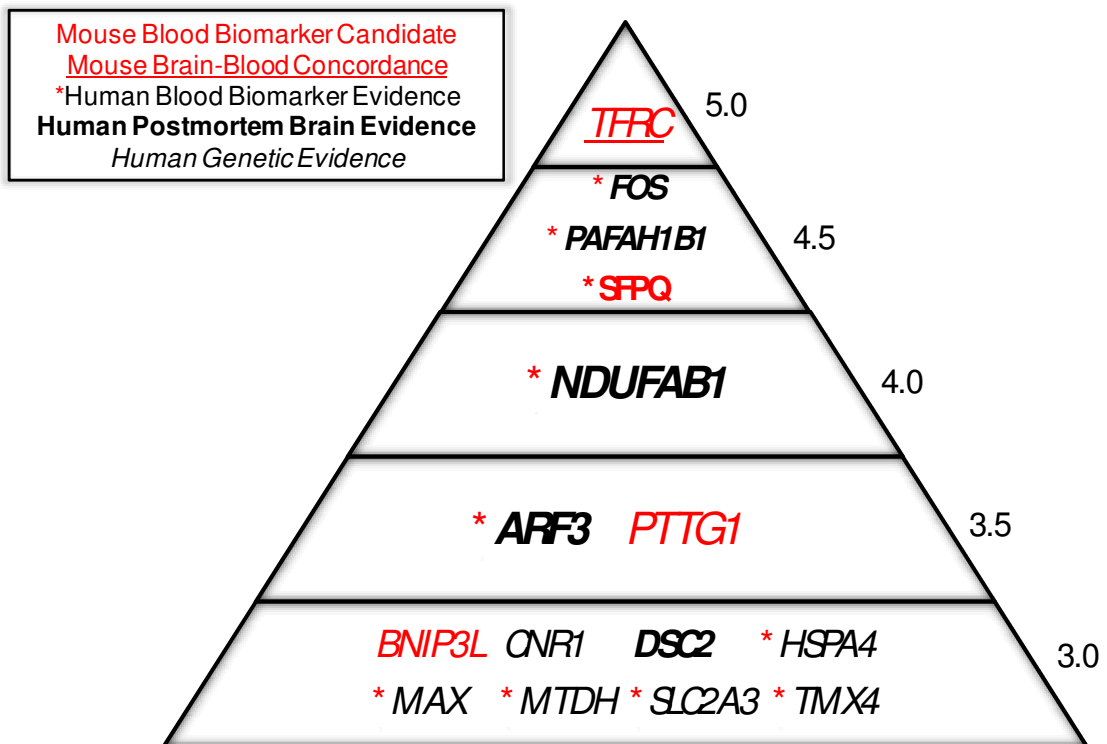 Mouse Blood Biomarker Candidate
Mouse Brain-Blood Concordance
*Human Blood Biomarker Evidence
Human Postmortem Brain Evidence
Human Genetic Evidence
TFRC 5.0
* FOS
* PAFAH1B1 4.5
* SFPQ
* NDUFAB1 4.0
* ARF3 PTTG1 3.5
BNIP3L CNR1 DSC2 * HSPA4 3.0
* MAX * MTDH * SLC2A3 * TMX4